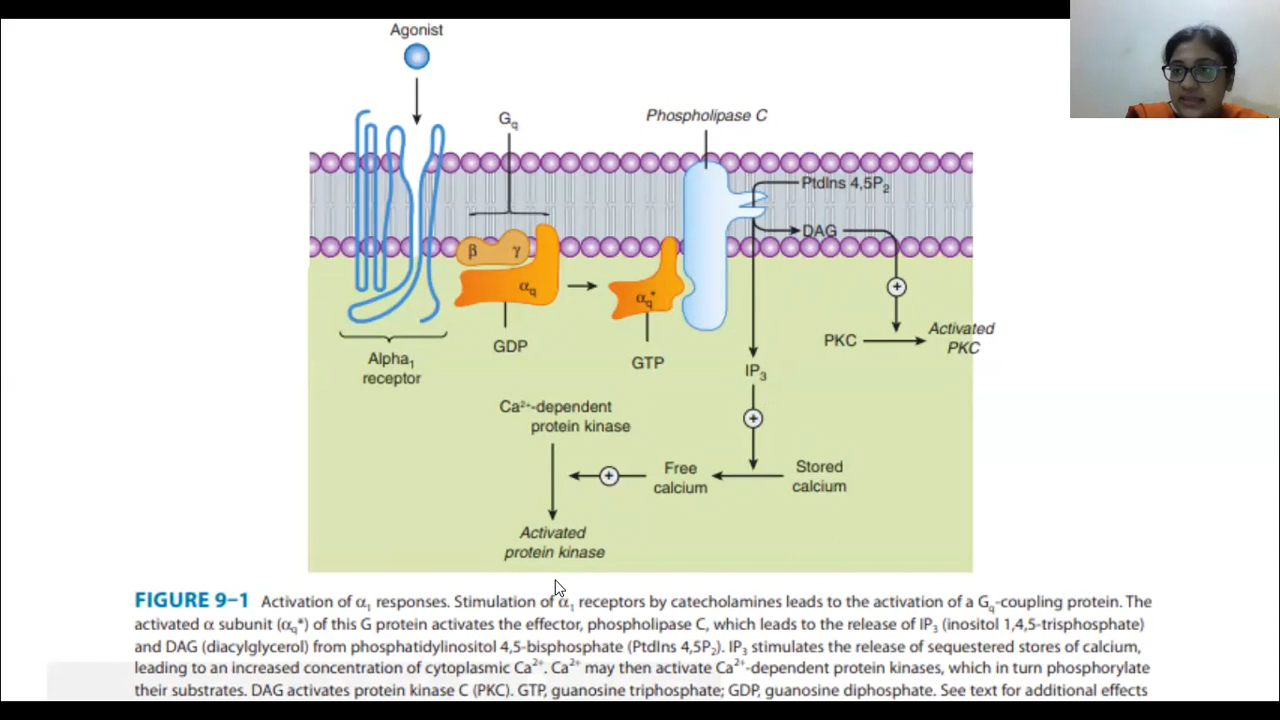 Agonist
Gq
Phospholipase C
PtdIns 4,5P₂
DAG
β
γ
αq
αq*
GDP
GTP
Alpha₁
receptor
PKC
Activated
PKC
IP₃
Ca²⁺-dependent
protein kinase
Free
calcium
Stored
calcium
Activated
protein kinase
FIGURE 9–1 Activation of α₁ responses. Stimulation of α₁ receptors by catecholamines leads to the activation of a Gq-coupling protein. The
activated α subunit (αq*) of this G protein activates the effector, phospholipase C, which leads to the release of IP₃ (inositol 1,4,5-trisphosphate)
and DAG (diacylglycerol) from phosphatidylinositol 4,5-bisphosphate (PtdIns 4,5P₂). IP₃ stimulates the release of sequestered stores of calcium,
leading to an increased concentration of cytoplasmic Ca²⁺. Ca²⁺ may then activate Ca²⁺-dependent protein kinases, which in turn phosphorylate
their substrates. DAG activates protein kinase C (PKC). GTP, guanosine triphosphate; GDP, guanosine diphosphate. See text for additional effects